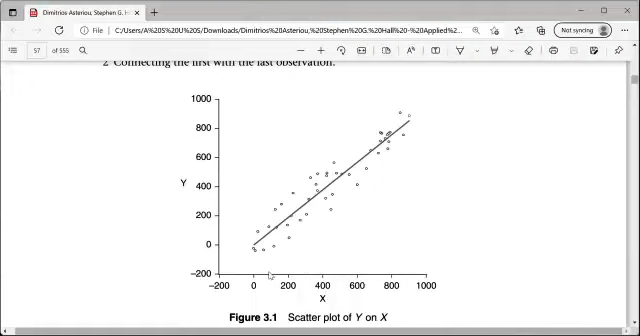 Dimitrios Asteriou, Stephen G. H
File
C:/Users/A%20S%20U%20S/Downloads/Dimitrios%20Asteriou,%20Stephen%20G.%20Hall%20-%20Applied%2...
Not syncing
57 of 555
2 Connecting the first with the last observation.
1000
800
600
Y
400
200
0
−200
−200 0 200 400 600 800 1000
X
Figure 3.1 Scatter plot of Y on X